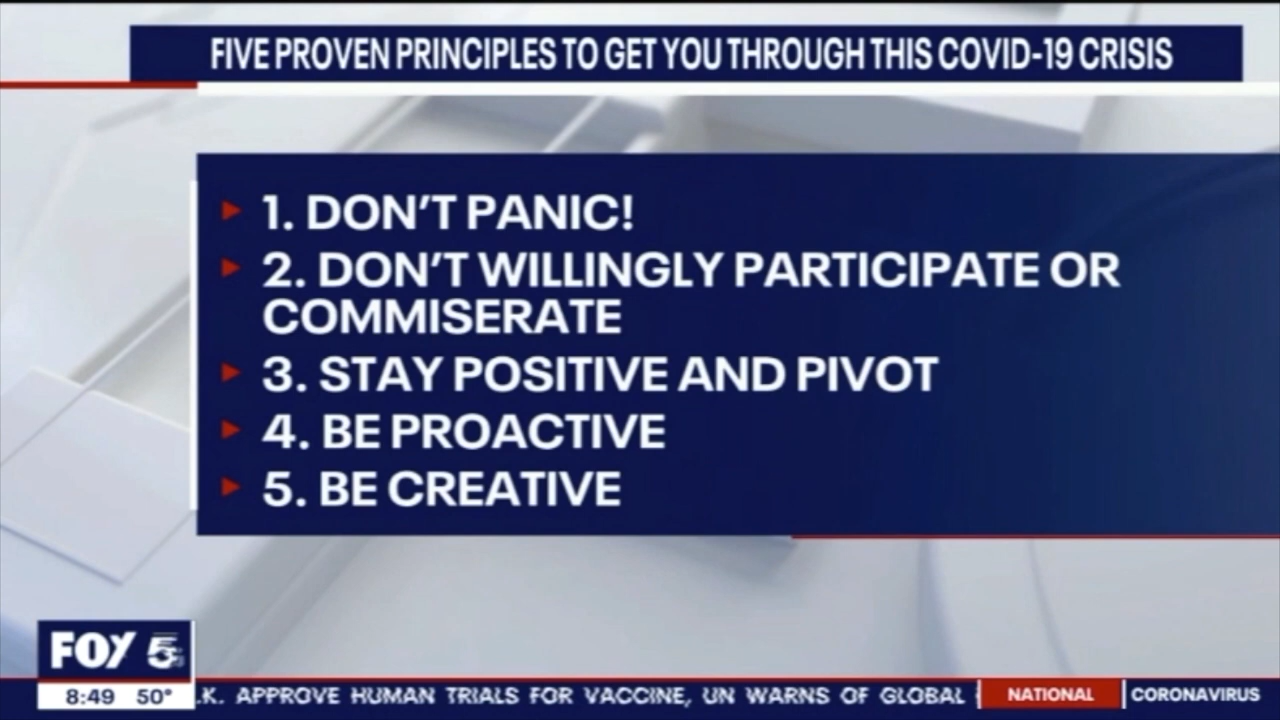 FIVE PROVEN PRINCIPLES TO GET YOU THROUGH THIS COVID-19 CRISIS
1. DON'T PANIC!
2. DON'T WILLINGLY PARTICIPATE OR
COMMISERATE
3. STAY POSITIVE AND PIVOT
4. BE PROACTIVE
5. BE CREATIVE
FOX 5
8:49 50° .K. APPROVE HUMAN TRIALS FOR VACCINE, UN WARNS OF GLOBAL NATIONAL CORONAVIRUS